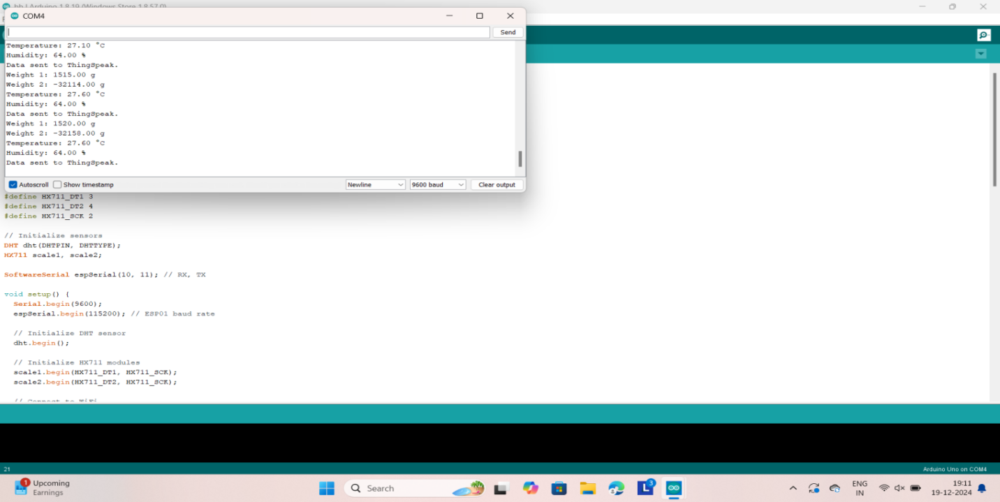 bb | Arduino 1.8.19 (Windows Store 1.8.57.0)
COM4
Send
Temperature: 27.10 °C
Humidity: 64.00 %
Data sent to ThingSpeak.
Weight 1: 1515.00 g
Weight 2: -32114.00 g
Temperature: 27.60 °C
Humidity: 64.00 %
Data sent to ThingSpeak.
Weight 1: 1520.00 g
Weight 2: -32158.00 g
Temperature: 27.60 °C
Humidity: 64.00 %
Data sent to ThingSpeak.
Autoscroll Show timestamp Newline 9600 baud Clear output
#define HX711_DT1 3
#define HX711_DT2 4
#define HX711_SCK 2
// Initialize sensors
DHT dht(DHTPIN, DHTTYPE);
HX711 scale1, scale2;
SoftwareSerial espSerial(10, 11); // RX, TX
void setup() {
Serial.begin(9600);
espSerial.begin(115200); // ESP01 baud rate
// Initialize DHT sensor
dht.begin();
// Initialize HX711 modules
scale1.begin(HX711_DT1, HX711_SCK);
scale2.begin(HX711_DT2, HX711_SCK);
// Connect to WiFi
21 Arduino Uno on COM4
1 Upcoming
Earnings
Search
L 3
ENG
IN
19:11
19-12-2024